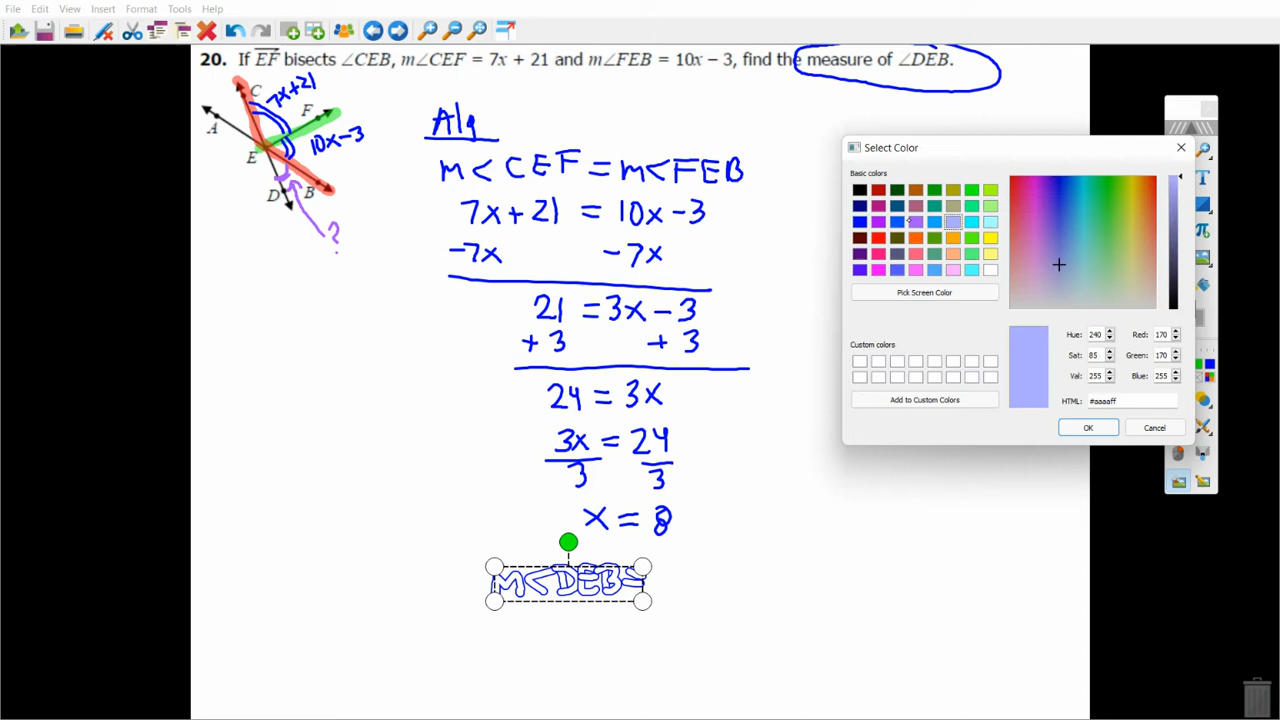 File Edit View Insert Format Tools Help
20. If EF bisects ∠CEB, m∠CEF = 7x + 21 and m∠FEB = 10x − 3, find the measure of ∠DEB.
C
7x+21
F
A
10x-3
E
D
B
?
Alg
m<CEF = m<FEB
7x+21 = 10x-3
-7x -7x
21 = 3x-3
+3 +3
24 = 3x
3x = 24
3 3
x = 8
m<DEB=
Select Color
Basic colors
Pick Screen Color
Custom colors
Add to Custom Colors
Hue: 240 Red: 170
Sat: 85 Green: 170
Val: 255 Blue: 255
HTML: #aaaaff
OK Cancel
T
π